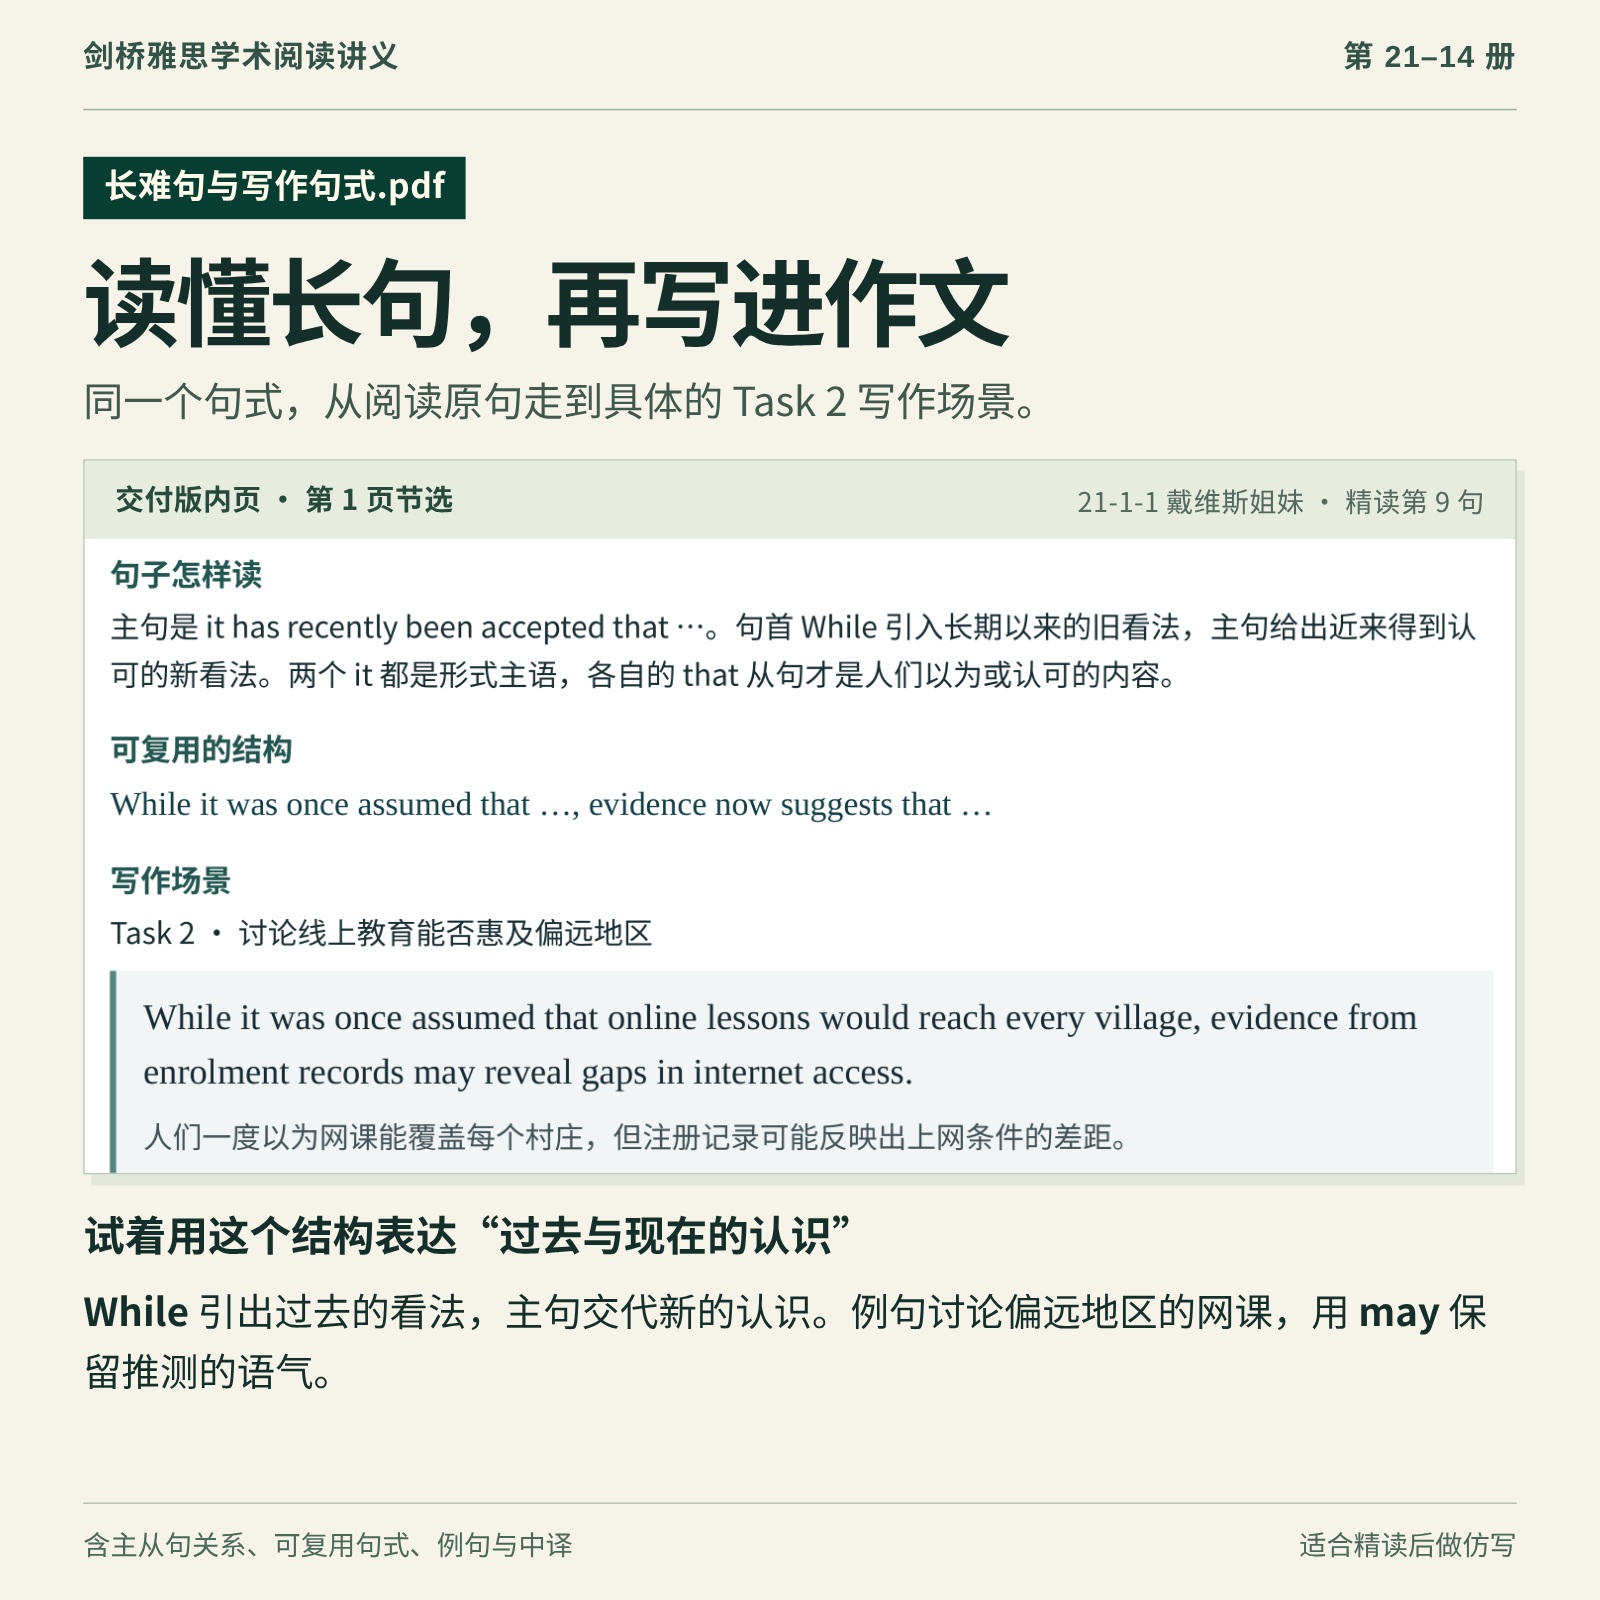 剑桥雅思学术阅读讲义
第 21–14 册
长难句与写作句式.pdf
读懂长句，再写进作文
同一个句式，从阅读原句走到具体的 Task 2 写作场景。
交付版内页 · 第 1 页节选
21-1-1 戴维斯姐妹 · 精读第 9 句
句子怎样读
主句是 it has recently been accepted that …。句首 While 引入长期以来的旧看法，主句给出近来得到认
可的新看法。两个 it 都是形式主语，各自的 that 从句才是人们以为或认可的内容。
可复用的结构
While it was once assumed that …, evidence now suggests that …
写作场景
Task 2 · 讨论线上教育能否惠及偏远地区
While it was once assumed that online lessons would reach every village, evidence from
enrolment records may reveal gaps in internet access.
人们一度以为网课能覆盖每个村庄，但注册记录可能反映出上网条件的差距。
试着用这个结构表达“过去与现在的认识”
While 引出过去的看法，主句交代新的认识。例句讨论偏远地区的网课，用 may 保
留推测的语气。
含主从句关系、可复用句式、例句与中译
适合精读后做仿写